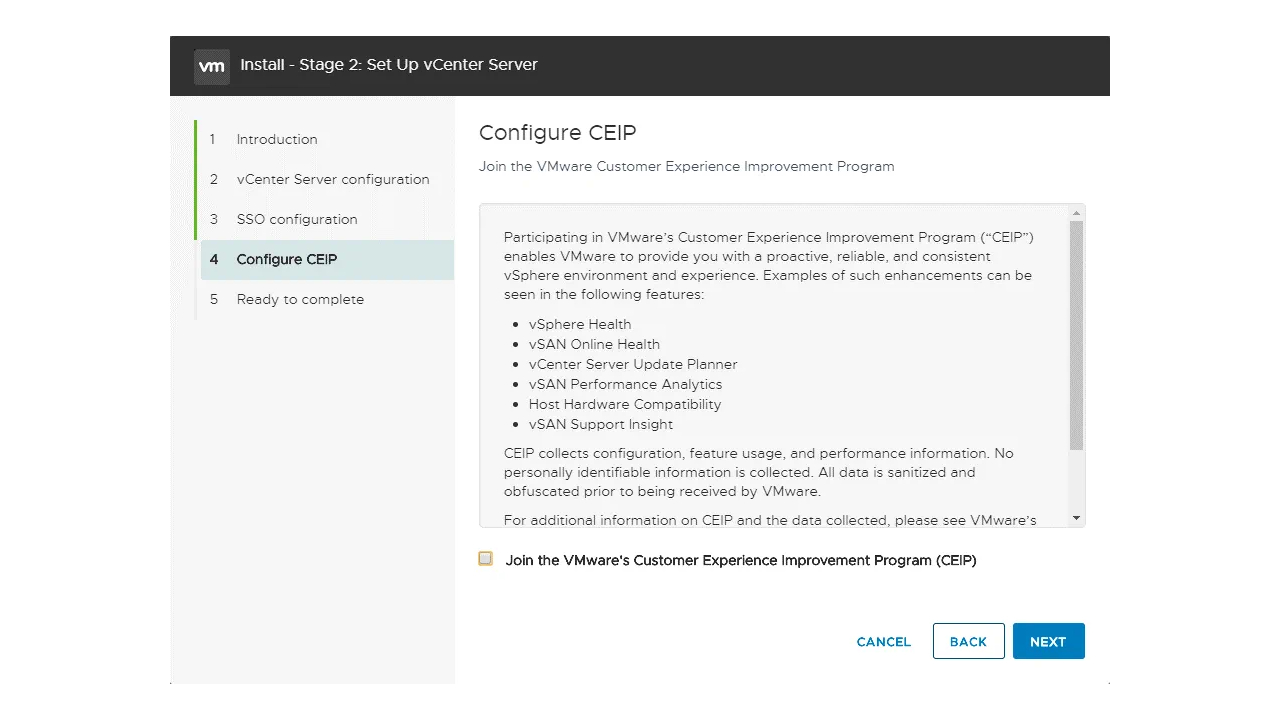 vm Install - Stage 2: Set Up vCenter Server
1 Introduction
2 vCenter Server configuration
3 SSO configuration
4 Configure CEIP
5 Ready to complete
Configure CEIP
Join the VMware Customer Experience Improvement Program
Participating in VMware’s Customer Experience Improvement Program (“CEIP”)
enables VMware to provide you with a proactive, reliable, and consistent
vSphere environment and experience. Examples of such enhancements can be
seen in the following features:
• vSphere Health
• vSAN Online Health
• vCenter Server Update Planner
• vSAN Performance Analytics
• Host Hardware Compatibility
• vSAN Support Insight
CEIP collects configuration, feature usage, and performance information. No
personally identifiable information is collected. All data is sanitized and
obfuscated prior to being received by VMware.
For additional information on CEIP and the data collected, please see VMware’s
Join the VMware's Customer Experience Improvement Program (CEIP)
CANCEL BACK NEXT